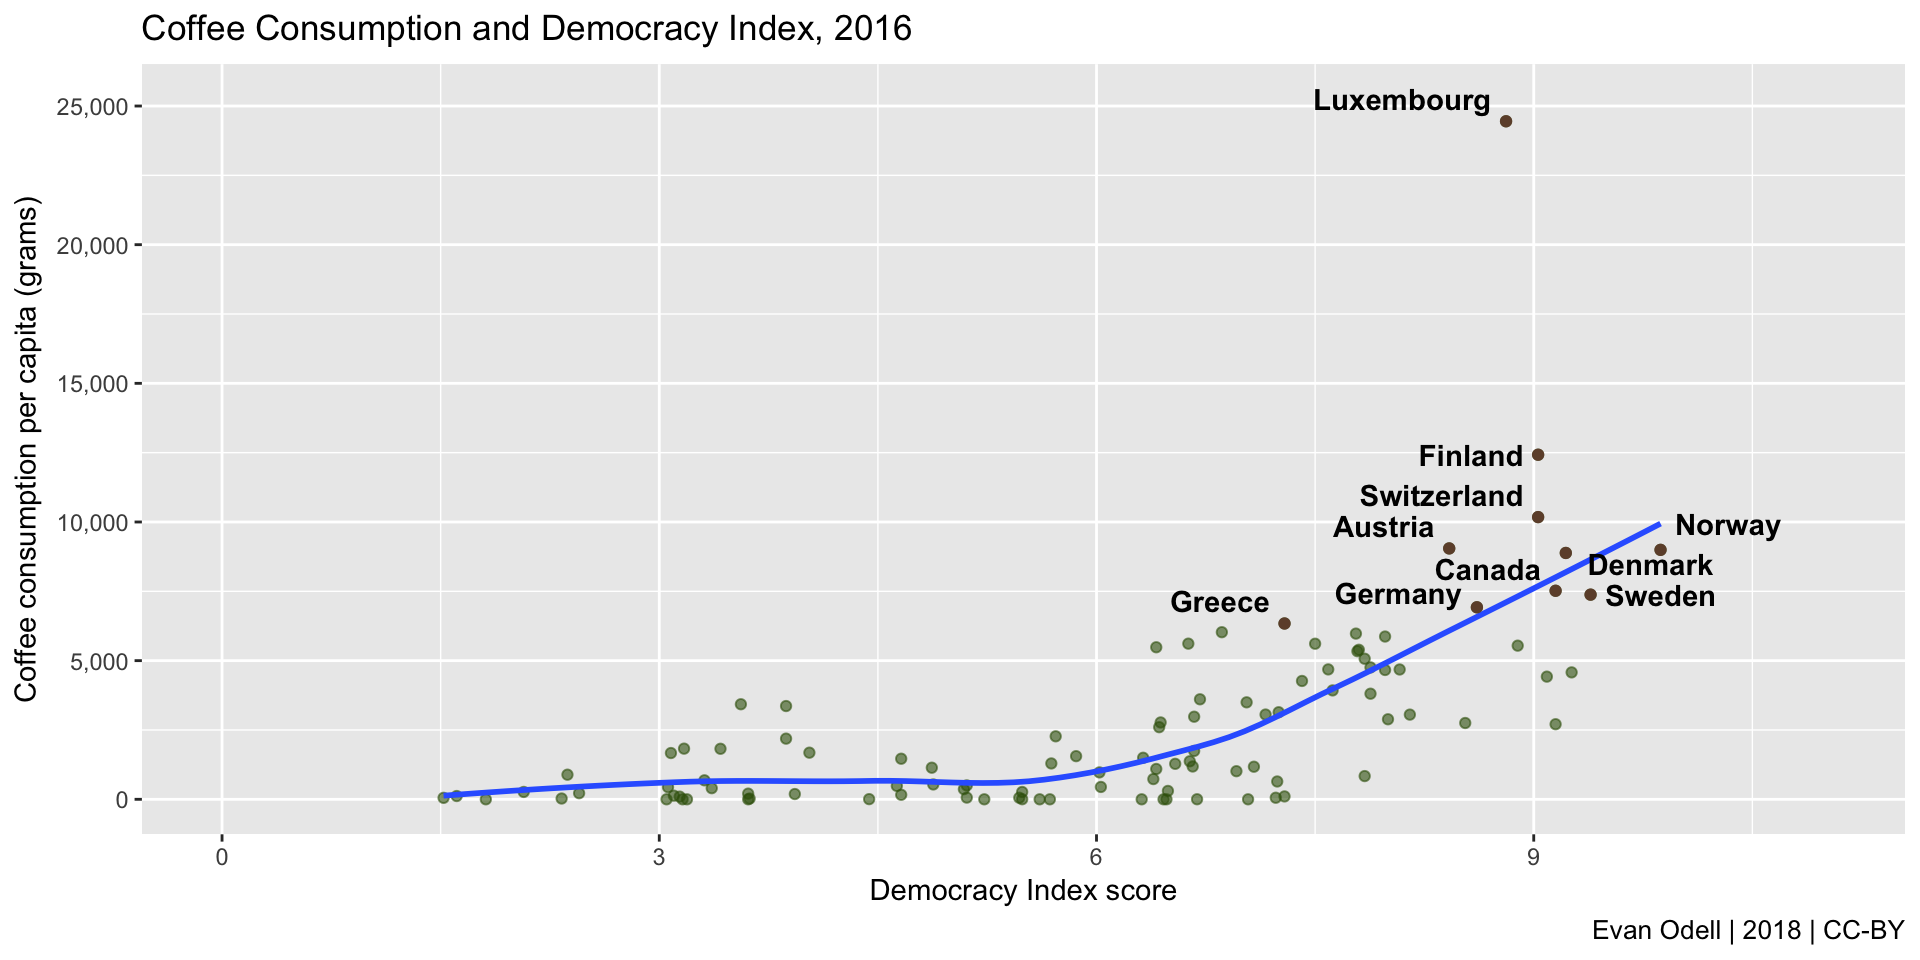 Coffee Consumption and Democracy Index, 2016
Coffee consumption per capita (grams)
25,000
20,000
15,000
10,000
5,000
0
Luxembourg
Finland
Switzerland
Austria
Norway
Canada
Denmark
Germany
Sweden
Greece
0
3
6
9
Democracy Index score
Evan Odell | 2018 | CC-BY